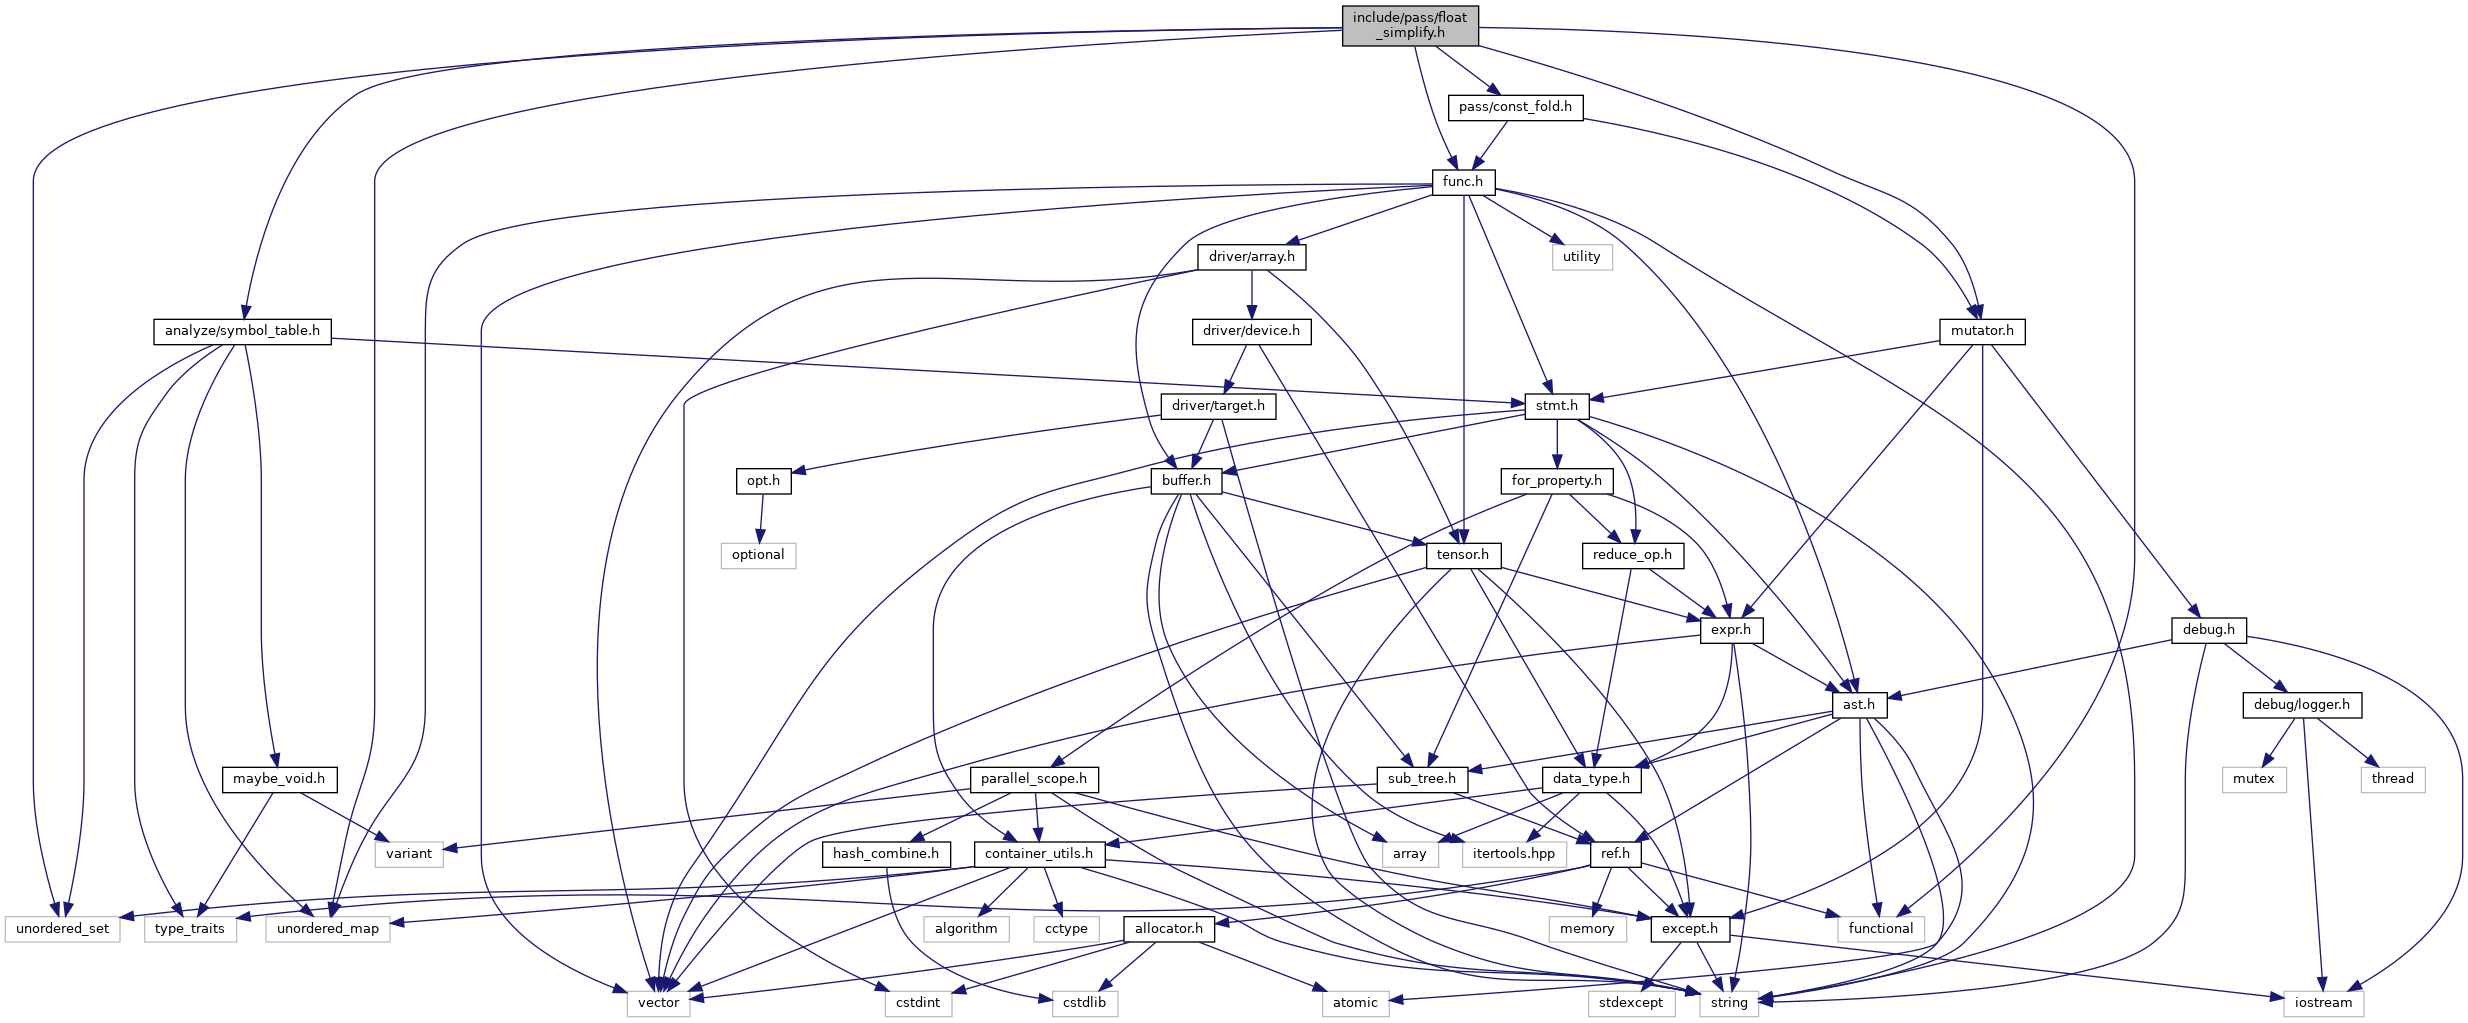 include/pass/float
_simplify.h
pass/const_fold.h
func.h
driver/array.h
utility
analyze/symbol_table.h
driver/device.h
mutator.h
driver/target.h
stmt.h
opt.h
buffer.h
for_property.h
optional
tensor.h
reduce_op.h
expr.h
debug.h
ast.h
debug/logger.h
maybe_void.h
parallel_scope.h
sub_tree.h
data_type.h
mutex
thread
variant
hash_combine.h
container_utils.h
array
itertools.hpp
ref.h
unordered_set
type_traits
unordered_map
algorithm
cctype
allocator.h
memory
except.h
functional
vector
cstdint
cstdlib
atomic
stdexcept
string
iostream